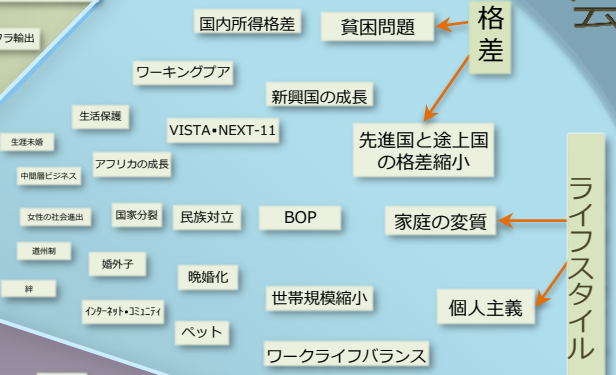 国内所得格差
貧困問題
格差
フラ輸出
ワーキングプア
新興国の成長
生活保護
VISTA•NEXT-11
先進国と途上国
の格差縮小
生涯未婚
アフリカの成長
中間層ビジネス
ライフスタイル
女性の社会進出
国家分裂
民族対立
BOP
家庭の変質
道州制
婚外子
晩婚化
絆
世帯規模縮小
個人主義
インターネット•コミュニティ
ペット
ワークライフバランス